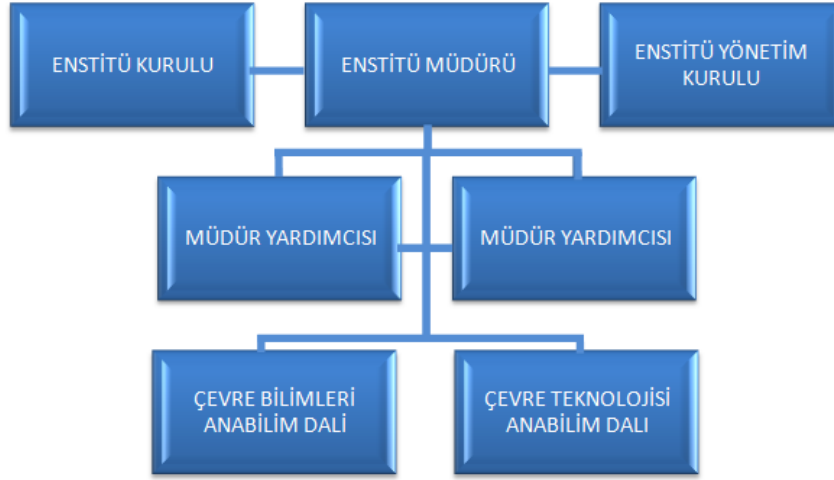 ENSTİTÜ KURULU
ENSTİTÜ MÜDÜRÜ
ENSTİTÜ YÖNETİM
KURULU
MÜDÜR YARDIMCISI
MÜDÜR YARDIMCISI
ÇEVRE BİLİMLERİ
ANABİLİM DALİ
ÇEVRE TEKNOLOJİSİ
ANABİLİM DALI